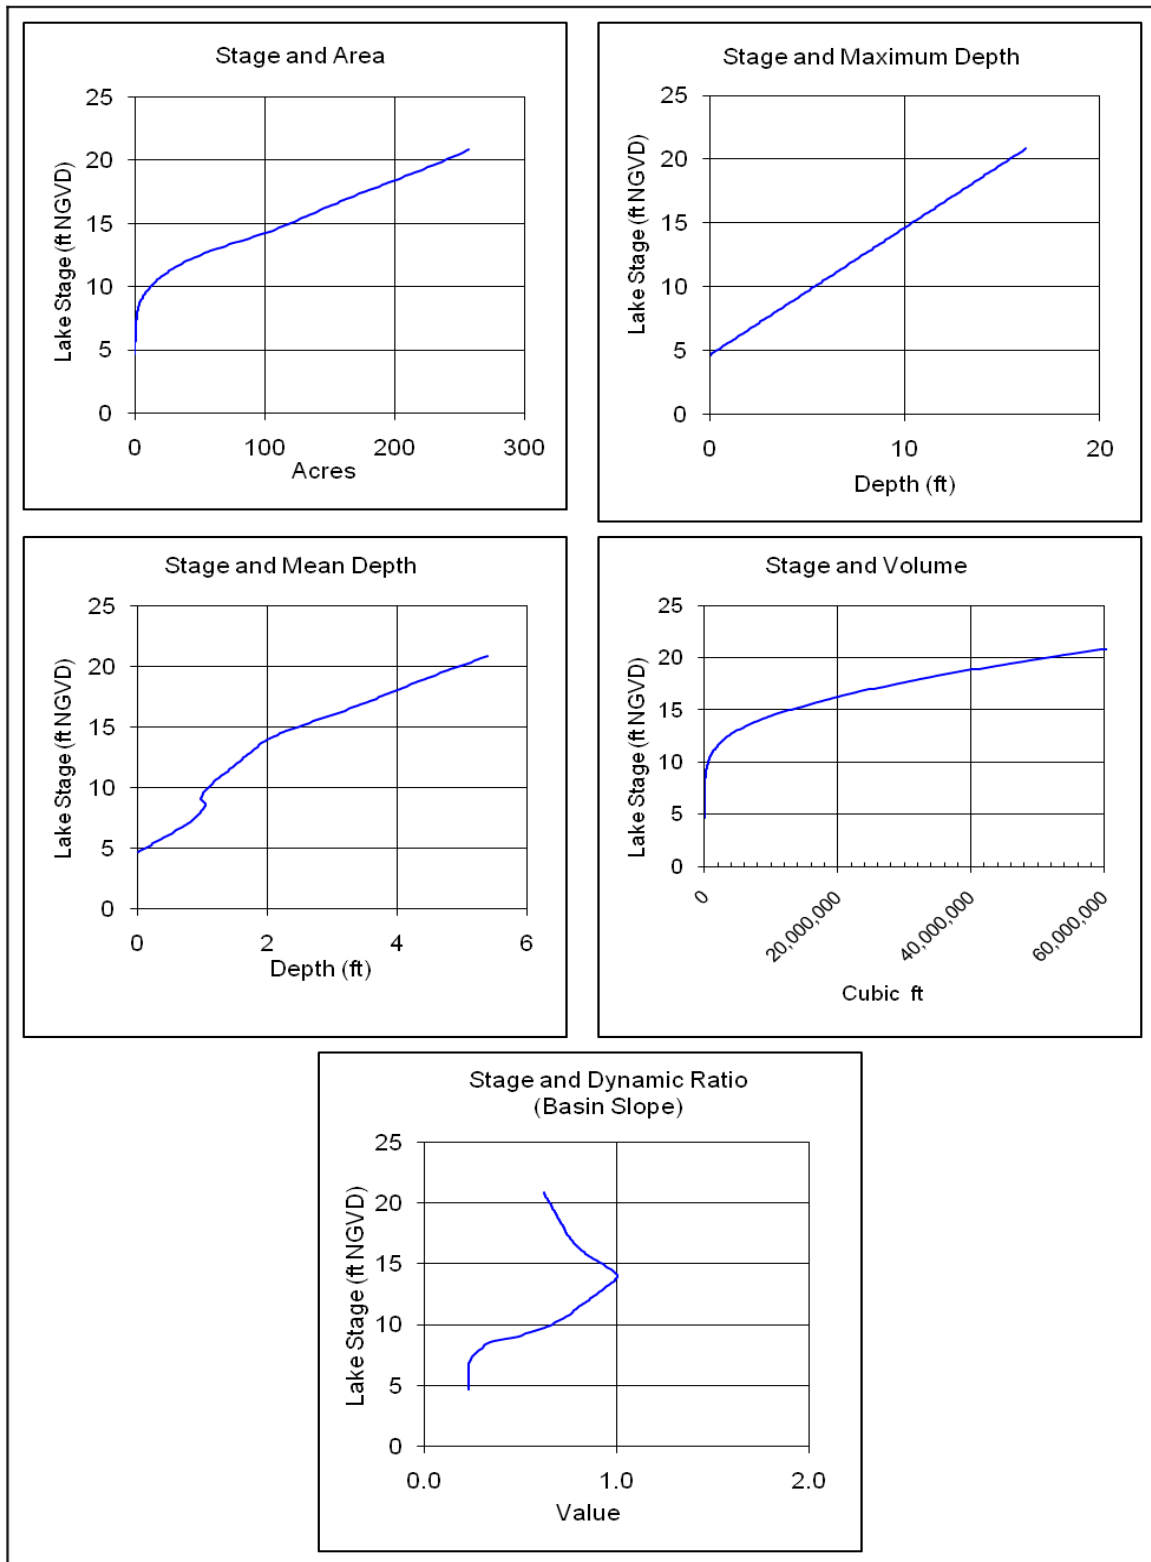 Stage and Area
25
20
15
10
5
0
Lake Stage (ft NGVD)
0 100 200 300
Acres
Stage and Maximum Depth
25
20
15
10
5
0
Lake Stage (ft NGVD)
0 10 20
Depth (ft)
Stage and Mean Depth
25
20
15
10
5
0
Lake Stage (ft NGVD)
0 2 4 6
Depth (ft)
Stage and Volume
25
20
15
10
5
0
Lake Stage (ft NGVD)
0 20,000,000 40,000,000 60,000,000
Cubic ft
Stage and Dynamic Ratio
(Basin Slope)
25
20
15
10
5
0
Lake Stage (ft NGVD)
0.0 1.0 2.0
Value